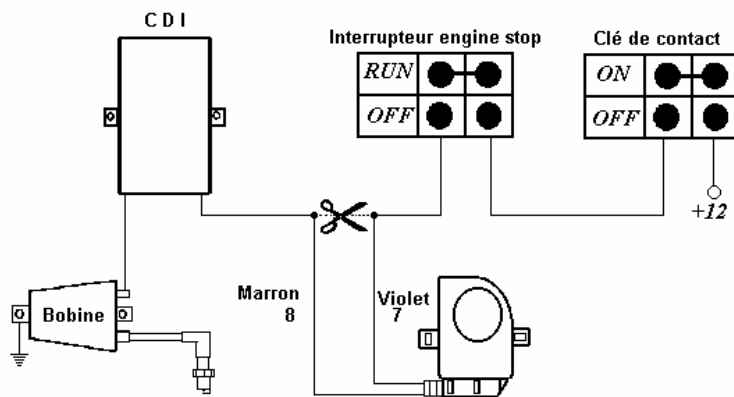 C D I
Interrupteur engine stop
Clé de contact
RUN
OFF
ON
OFF
+12
Marron
8
Violet
7
Bobine